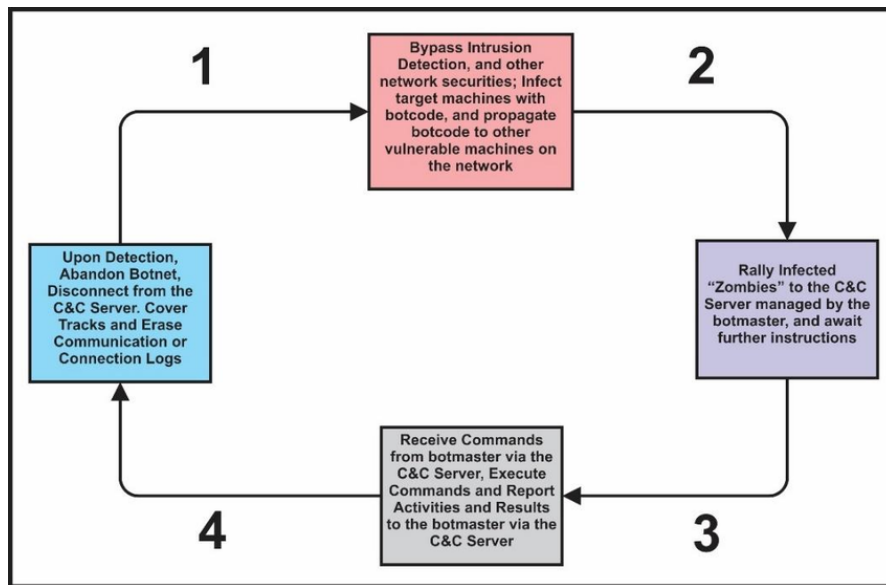 1
Bypass Intrusion
Detection, and other
network securities; Infect
target machines with
botcode, and propagate
botcode to other
vulnerable machines on
the network
2
Upon Detection,
Abandon Botnet,
Disconnect from the
C&C Server. Cover
Tracks and Erase
Communication or
Connection Logs
Rally Infected
“Zombies” to the C&C
Server managed by the
botmaster, and await
further instructions
4
Receive Commands
from botmaster via the
C&C Server, Execute
Commands and Report
Activities and Results
to the botmaster via the
C&C Server
3